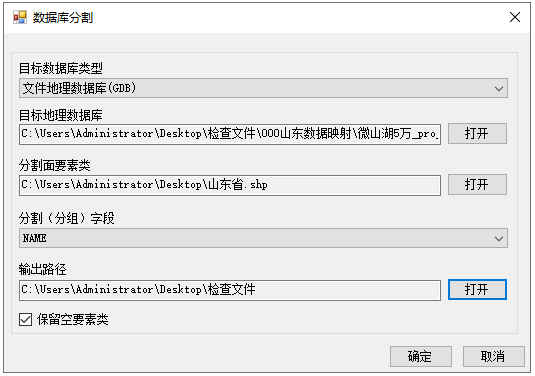 数据库分割
目标数据库类型
文件地理数据库(GDB)
目标地理数据库
C:\Users\Administrator\Desktop\检查文件\000山东数据映射\微山湖5万_pro_
打开
分割面要素类
C:\Users\Administrator\Desktop\山东省.shp
打开
分割（分组）字段
NAME
输出路径
C:\Users\Administrator\Desktop\检查文件
打开
保留空要素类
确定
取消